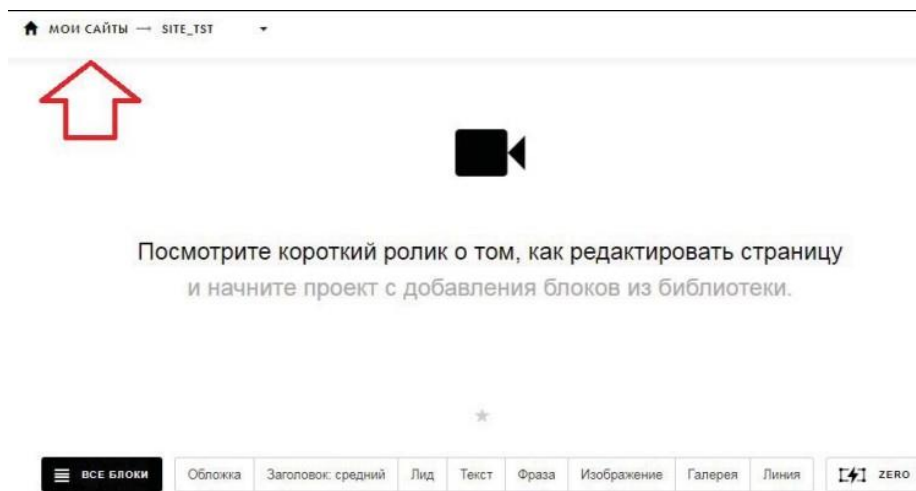 МОИ САЙТЫ → SITE_TST
Посмотрите короткий ролик о том, как редактировать страницу
и начните проект с добавления блоков из библиотеки.
ВСЕ БЛОКИ Обложка Заголовок: средний Лид Текст Фраза Изображение Галерея Линия ZERO